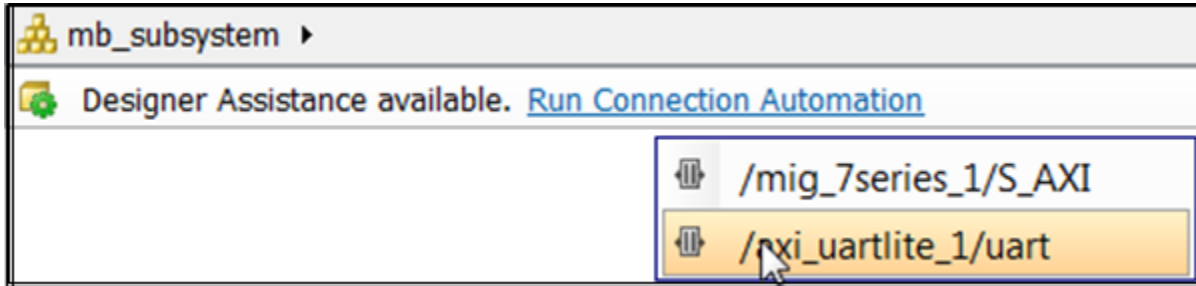 mb_subsystem
Designer Assistance available. Run Connection Automation
/mig_7series_1/S_AXI
/axi_uartlite_1/uart